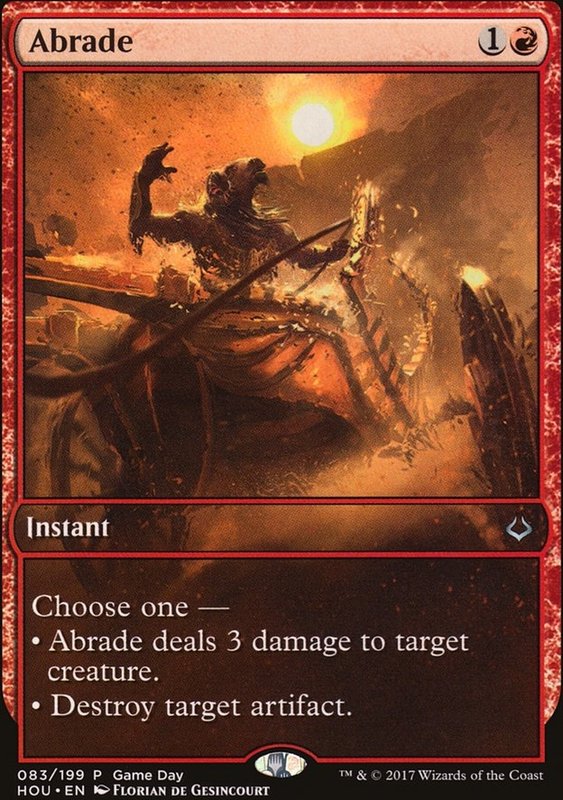 Abrade 1
Instant
Choose one —
• Abrade deals 3 damage to target
creature.
• Destroy target artifact.
083/199 P Game Day
HOU • EN Florian de Gesincourt
™ & © 2017 Wizards of the Coast